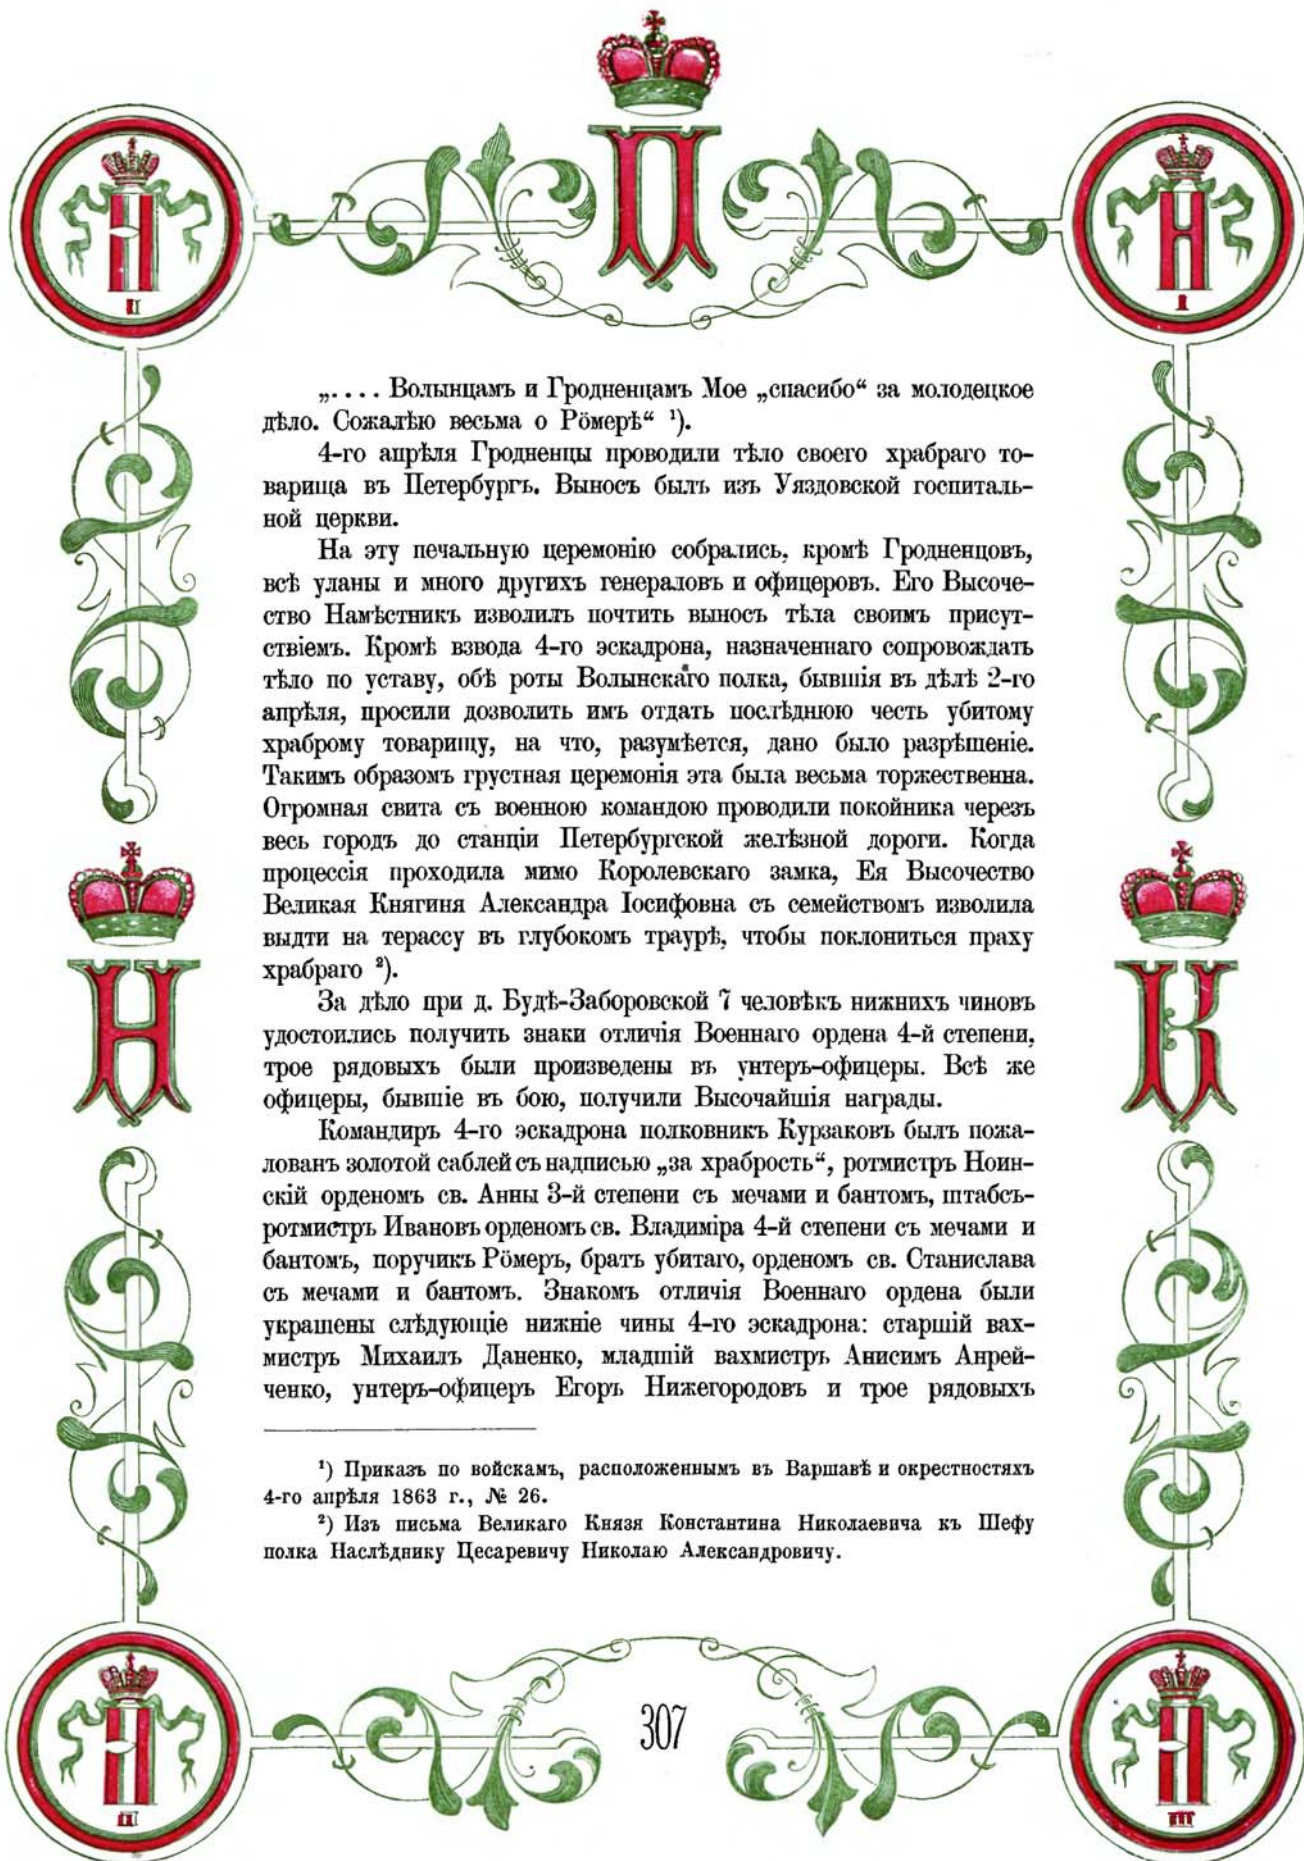 П
„.... Волынцамъ и Гродненцамъ Мое „спасибо“ за молодецкое
дѣло. Сожалѣю весьма о Рöмерѣ“ ¹).
4-го апрѣля Гродненцы проводили тѣло своего храбраго то-
варища въ Петербургъ. Выносъ былъ изъ Уяздовской госпиталь-
ной церкви.
На эту печальную церемонію собрались, кромѣ Гродненцовъ,
всѣ уланы и много другихъ генераловъ и офицеровъ. Его Высоче-
ство Намѣстникъ изволилъ почтить выносъ тѣла своимъ присут-
ствіемъ. Кромѣ взвода 4-го эскадрона, назначеннаго сопровождать
тѣло по уставу, обѣ роты Волынскаго полка, бывшія въ дѣлѣ 2-го
апрѣля, просили дозволить имъ отдать послѣднюю честь убитому
храброму товарищу, на что, разумѣется, дано было разрѣшеніе.
Такимъ образомъ грустная церемонія эта была весьма торжественна.
Огромная свита съ военною командою проводили покойника черезъ
весь городъ до станціи Петербургской желѣзной дороги. Когда
процессія проходила мимо Королевскаго замка, Ея Высочество
Великая Княгиня Александра Іосифовна съ семействомъ изволила
выдти на терассу въ глубокомъ траурѣ, чтобы поклониться праху
храбраго ²).
За дѣло при д. Будѣ-Заборовской 7 человѣкъ нижнихъ чиновъ
удостоились получить знаки отличія Военнаго ордена 4-й степени,
трое рядовыхъ были произведены въ унтеръ-офицеры. Всѣ же
офицеры, бывшіе въ бою, получили Высочайшія награды.
Командиръ 4-го эскадрона полковникъ Курзаковъ былъ пожа-
лованъ золотой саблей съ надписью „за храбрость“, ротмистръ Ноин-
скій орденомъ св. Анны 3-й степени съ мечами и бантомъ, штабсъ-
ротмистръ Ивановъ орденомъ св. Владиміра 4-й степени съ мечами и
бантомъ, поручикъ Рöмеръ, братъ убитаго, орденомъ св. Станислава
съ мечами и бантомъ. Знакомъ отличія Военнаго ордена были
украшены слѣдующіе нижніе чины 4-го эскадрона: старшій вах-
мистръ Михаилъ Даненко, младшій вахмистръ Анисимъ Анрей-
ченко, унтеръ-офицеръ Егоръ Нижегородовъ и трое рядовыхъ
Н
К
¹) Приказъ по войскамъ, расположеннымъ въ Варшавѣ и окрестностяхъ
4-го апрѣля 1863 г., № 26.
²) Изъ письма Великаго Князя Константина Николаевича къ Шефу
полка Наслѣднику Цесаревичу Николаю Александровичу.
307